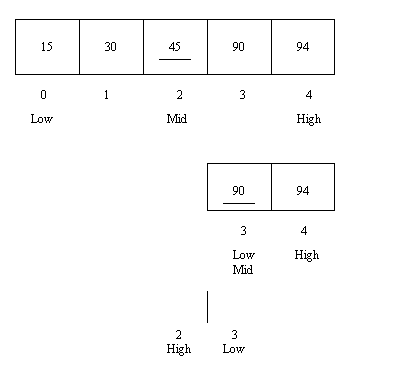 15 30 45 90 94
0 1 2 3 4
Low Mid High
90 94
3 4
Low High
Mid
2 3
High Low